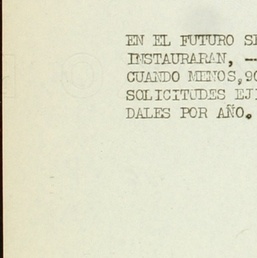 EN EL FUTURO SE
INSTAURARAN, —
CUANDO MENOS, 90
SOLICITUDES EJI
DALES POR AÑO.